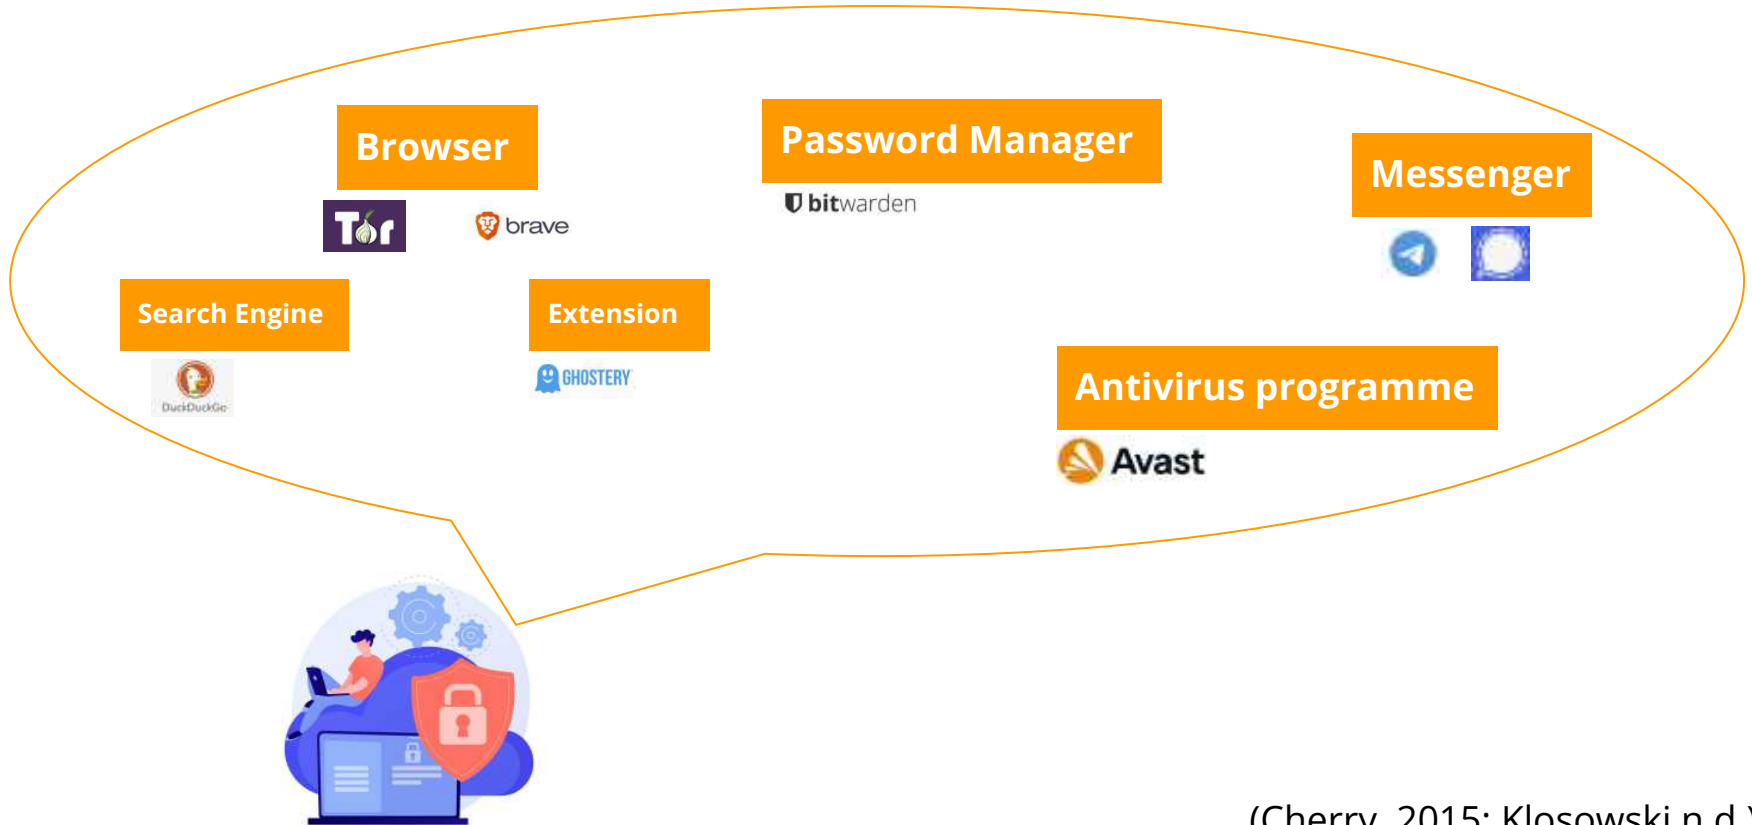 Browser
Password Manager
Messenger
Tor
brave
bitwarden
Search Engine
Extension
DuckDuckGo
GHOSTERY
Antivirus programme
Avast
(Cherry, 2015; Klosowski n.d.)